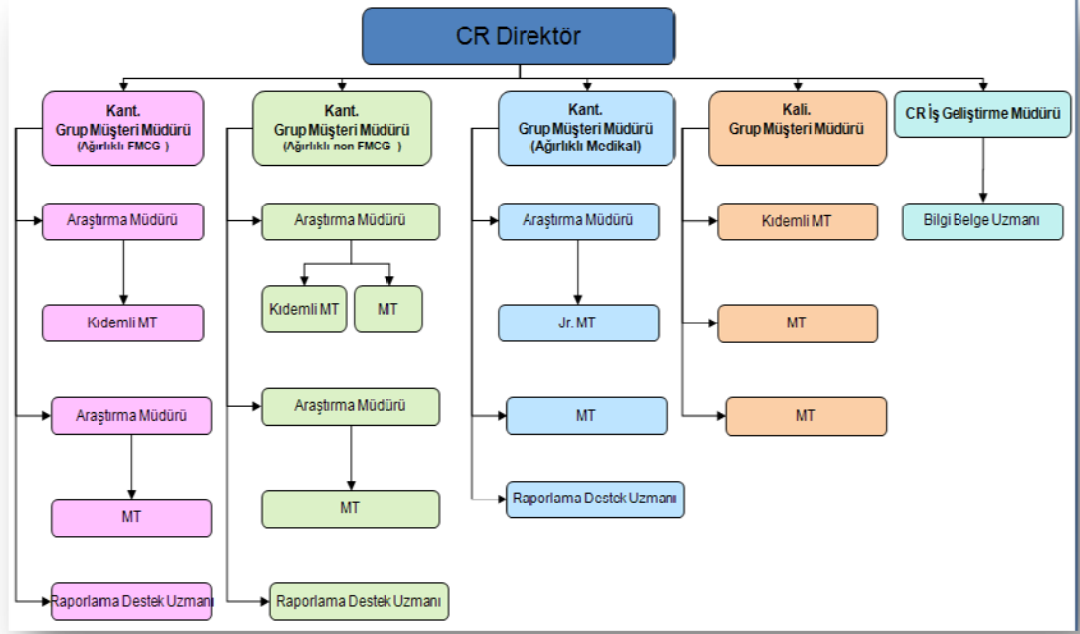 CR Direktör
Kant.
Grup Müşteri Müdürü
(Ağırlıklı FMCG )
Kant.
Grup Müşteri Müdürü
(Ağırlıklı non FMCG )
Kant.
Grup Müşteri Müdürü
(Ağırlıklı Medikal)
Kali.
Grup Müşteri Müdürü
CR İş Geliştirme Müdürü
Araştırma Müdürü
Araştırma Müdürü
Araştırma Müdürü
Kıdemli MT
Bilgi Belge Uzmanı
Kıdemli MT
Kıdemli MT
MT
Jr. MT
MT
Araştırma Müdürü
Araştırma Müdürü
MT
MT
MT
MT
Raporlama Destek Uzmanı
Raporlama Destek Uzmanı
Raporlama Destek Uzmanı